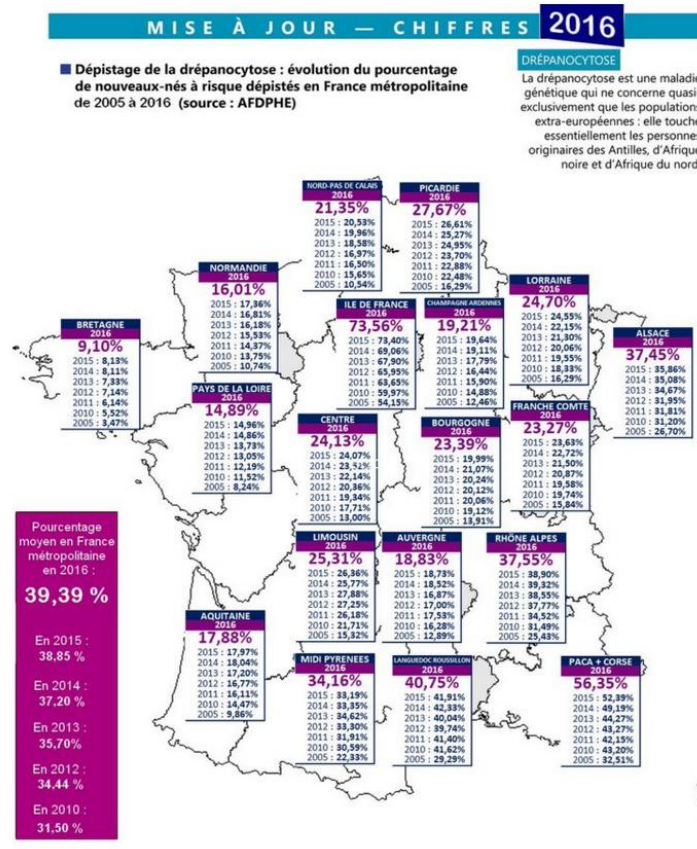 MISE À JOUR — CHIFFRES 2016
Dépistage de la drépanocytose : évolution du pourcentage
de nouveaux-nés à risque dépistés en France métropolitaine
de 2005 à 2016 (source : AFDPHE)
DRÉPANOCYTOSE
La drépanocytose est une maladie
génétique qui ne concerne quasi
exclusivement que les populations
extra-européennes : elle touche
essentiellement les personnes
originaires des Antilles, d'Afrique
noire et d'Afrique du nord
NORD-PAS DE CALAIS
2016
21,35%
2015 : 20,53%
2014 : 19,96%
2013 : 18,58%
2012 : 16,97%
2011 : 16,50%
2010 : 15,65%
2005 : 10,54%
PICARDIE
2016
27,67%
2015 : 26,61%
2014 : 25,27%
2013 : 24,95%
2012 : 23,70%
2011 : 22,88%
2010 : 22,48%
2005 : 16,29%
NORMANDIE
2016
16,01%
2015 : 17,36%
2014 : 16,81%
2013 : 16,18%
2012 : 15,53%
2011 : 14,37%
2010 : 13,75%
2005 : 10,74%
ILE DE FRANCE
2016
73,56%
2015 : 73,40%
2014 : 69,06%
2013 : 67,90%
2012 : 65,95%
2011 : 63,65%
2010 : 59,97%
2005 : 54,15%
CHAMPAGNE ARDENNES
2016
19,21%
2015 : 19,64%
2014 : 19,11%
2013 : 17,79%
2012 : 16,44%
2011 : 15,90%
2010 : 14,88%
2005 : 12,46%
LORRAINE
2016
24,70%
2015 : 24,55%
2014 : 22,15%
2013 : 21,30%
2012 : 20,06%
2011 : 19,55%
2010 : 18,33%
2005 : 16,29%
BRETAGNE
2016
9,10%
2015 : 8,13%
2014 : 8,11%
2013 : 7,33%
2012 : 7,14%
2011 : 6,14%
2010 : 5,52%
2005 : 3,47%
ALSACE
2016
37,45%
2015 : 35,86%
2014 : 35,08%
2013 : 34,67%
2012 : 31,95%
2011 : 31,81%
2010 : 31,20%
2005 : 26,70%
PAYS DE LA LOIRE
2016
14,89%
2015 : 14,96%
2014 : 14,86%
2013 : 13,73%
2012 : 13,05%
2011 : 12,19%
2010 : 11,52%
2005 : 8,24%
CENTRE
2016
24,13%
2015 : 24,07%
2014 : 23,52%
2013 : 22,14%
2012 : 20,36%
2011 : 19,34%
2010 : 17,71%
2005 : 13,00%
BOURGOGNE
2016
23,39%
2015 : 19,99%
2014 : 21,07%
2013 : 20,24%
2012 : 20,12%
2011 : 20,06%
2010 : 19,12%
2005 : 13,91%
FRANCHE COMTE
2016
23,27%
2015 : 23,63%
2014 : 22,72%
2013 : 21,50%
2012 : 20,87%
2011 : 19,58%
2010 : 19,74%
2005 : 15,84%
LIMOUSIN
2016
25,31%
2015 : 26,36%
2014 : 25,77%
2013 : 27,88%
2012 : 27,25%
2011 : 26,18%
2010 : 21,71%
2005 : 15,32%
AUVERGNE
2016
18,83%
2015 : 18,73%
2014 : 18,52%
2013 : 16,87%
2012 : 17,00%
2011 : 17,53%
2010 : 16,28%
2005 : 12,89%
RHÔNE ALPES
2016
37,55%
2015 : 38,90%
2014 : 39,32%
2013 : 38,55%
2012 : 37,77%
2011 : 34,52%
2010 : 31,49%
2005 : 25,43%
AQUITAINE
2016
17,88%
2015 : 17,97%
2014 : 18,04%
2013 : 17,20%
2012 : 16,77%
2011 : 16,11%
2010 : 14,47%
2005 : 9,86%
MIDI PYRENEES
2016
34,16%
2015 : 33,19%
2014 : 33,35%
2013 : 34,62%
2012 : 33,30%
2011 : 31,91%
2010 : 30,59%
2005 : 22,33%
LANGUEDOC ROUSSILLON
2016
40,75%
2015 : 41,91%
2014 : 42,33%
2013 : 40,04%
2012 : 39,74%
2011 : 41,40%
2010 : 41,62%
2005 : 29,29%
PACA + CORSE
2016
56,35%
2015 : 52,39%
2014 : 49,19%
2013 : 44,27%
2012 : 43,27%
2011 : 42,15%
2010 : 43,20%
2005 : 32,51%
Pourcentage
moyen en France
métropolitaine
en 2016 :
39,39 %
En 2015 :
38,85 %
En 2014 :
37,20 %
En 2013 :
35,70%
En 2012 :
34,44 %
En 2010 :
31,50 %